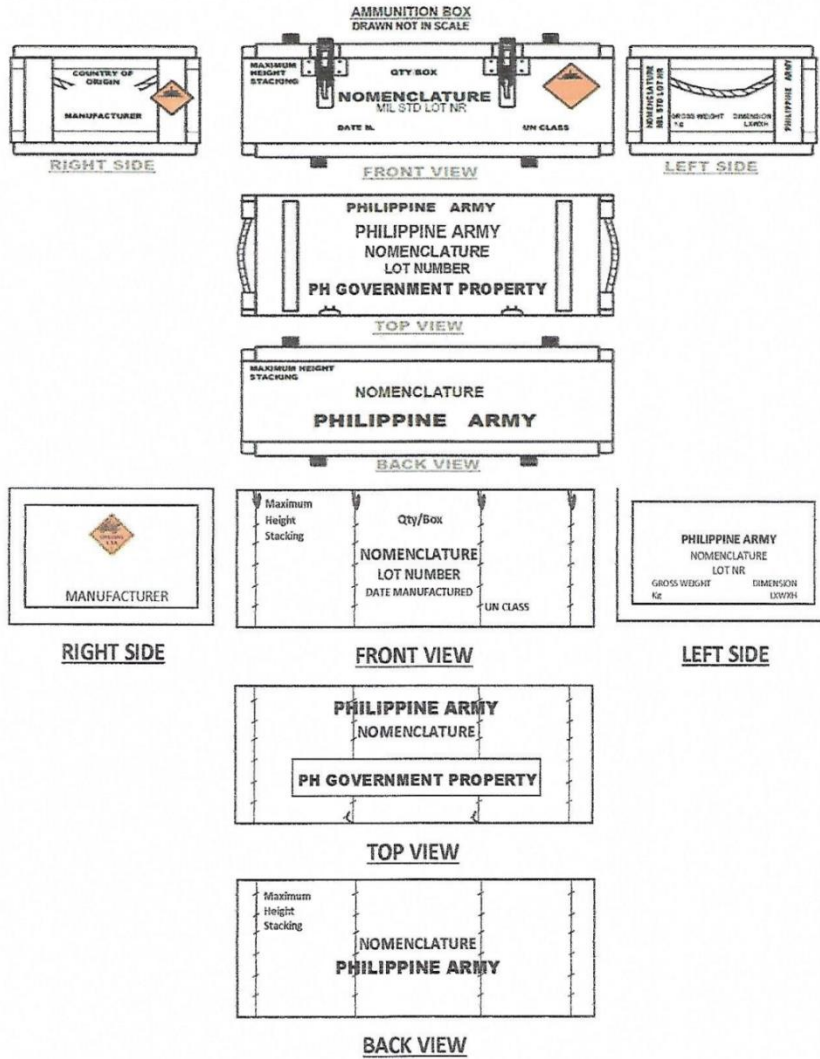 AMMUNITION BOX
DRAWN NOT IN SCALE
COUNTRY OF
ORIGIN
MANUFACTURER
RIGHT SIDE
MAXIMUM
HEIGHT
STACKING
QTY/BOX
NOMENCLATURE
MIL STD LOT NR
DATE M.
UN CLASS
FRONT VIEW
NOMENCLATURE
MIL STD LOT NR
GROSS WEIGHT DIMENSION
Kg LXWXH
PHILIPPINE ARMY
LEFT SIDE
PHILIPPINE ARMY
PHILIPPINE ARMY
NOMENCLATURE
LOT NUMBER
PH GOVERNMENT PROPERTY
TOP VIEW
MAXIMUM HEIGHT
STACKING
NOMENCLATURE
PHILIPPINE ARMY
BACK VIEW
MANUFACTURER
RIGHT SIDE
Maximum
Height
Stacking
Qty/Box
NOMENCLATURE
LOT NUMBER
DATE MANUFACTURED
UN CLASS
FRONT VIEW
PHILIPPINE ARMY
NOMENCLATURE
LOT NR
GROSS WEIGHT DIMENSION
Kg LXWXH
LEFT SIDE
PHILIPPINE ARMY
NOMENCLATURE
PH GOVERNMENT PROPERTY
TOP VIEW
Maximum
Height
Stacking
NOMENCLATURE
PHILIPPINE ARMY
BACK VIEW